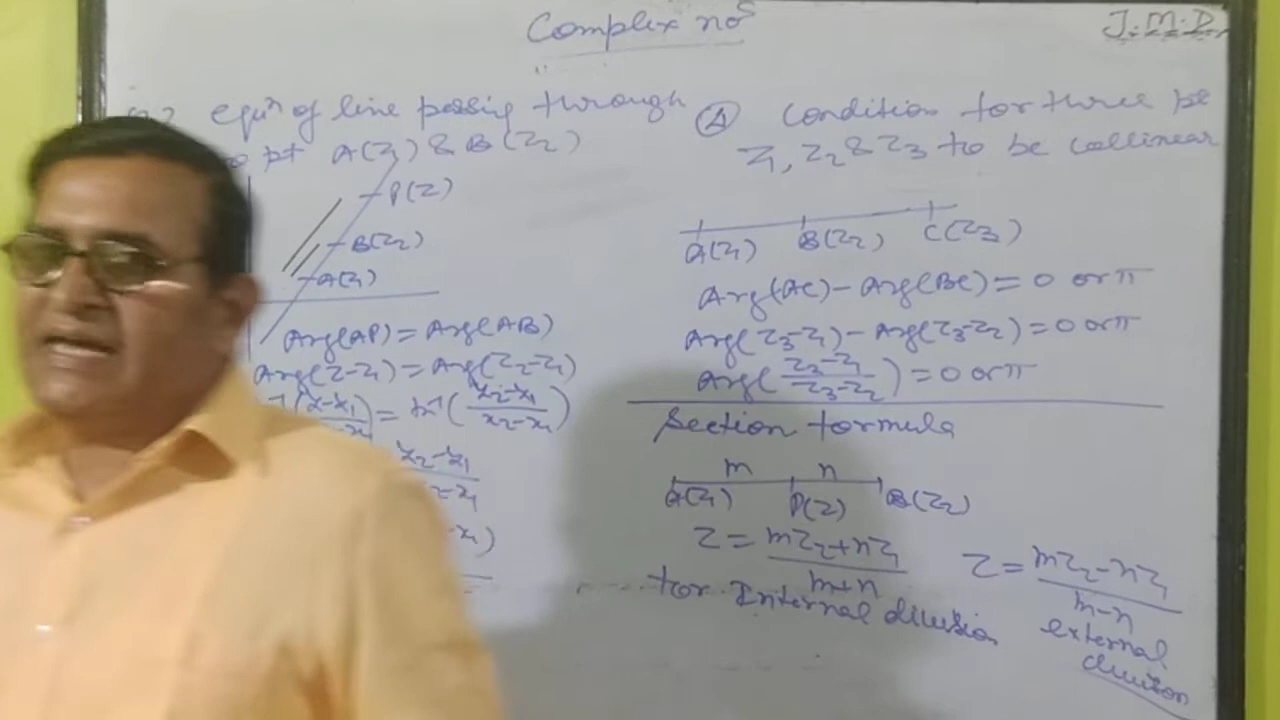 Complex no^s
J.M.D.
equ^n of line passing through
pt A(z₁) & B(z₂)
P(z)
B(z₂)
A(z₁)
Arg(AP) = Arg(AB)
Arg(z-z₁) = Arg(z₂-z₁)
④ Condition for three pt
z₁, z₂ & z₃ to be collinear
A(z₁) B(z₂) C(z₃)
Arg(AC) - Arg(BC) = 0 or π
Arg(z₃-z₁) - Arg(z₃-z₂) = 0 or π
Arg((z₃-z₁)/(z₃-z₂)) = 0 or π
Section formula
m n
A(z₁) P(z) B(z₂)
z = (mz₂+nz₁)/(m+n)
for Internal division
z = (mz₂-nz₁)/(m-n)
external
division